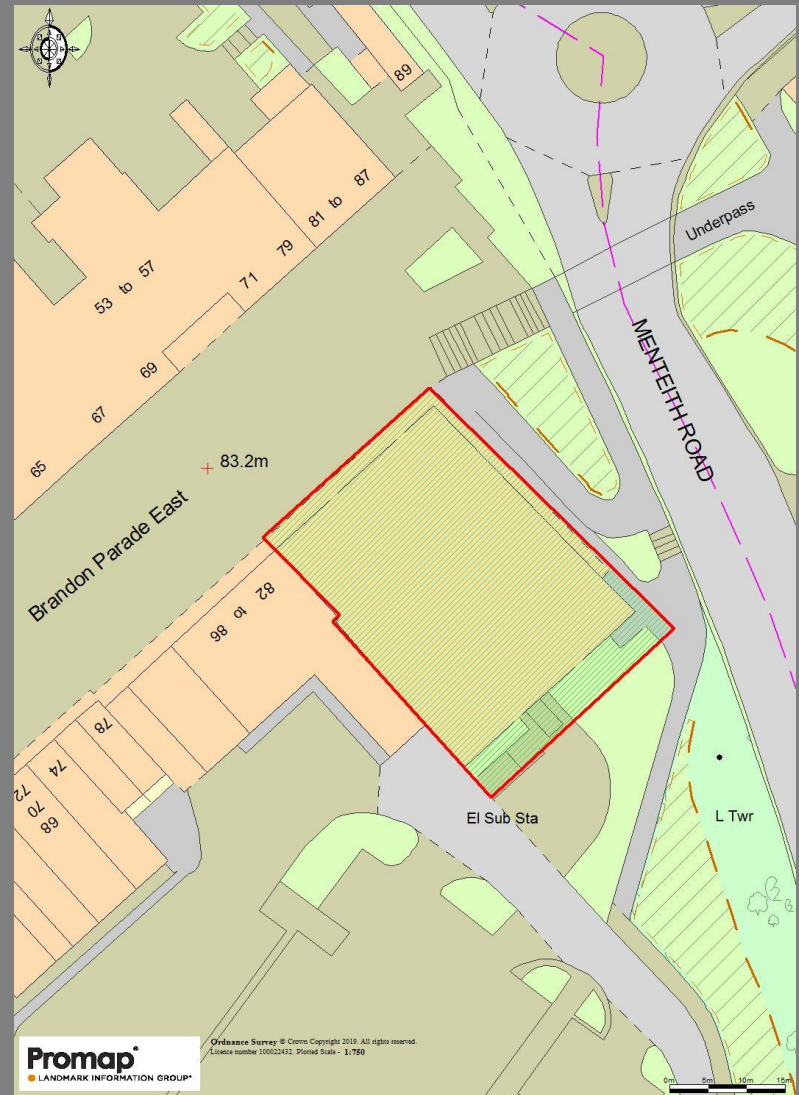 89
81 to 87
79
71
53 to 57
69
67
65
Underpass
MENTEITH ROAD
83.2m
Brandon Parade East
82
86 to
78
74
72
70
68
El Sub Sta
L Twr
Promap
LANDMARK INFORMATION GROUP
Ordnance Survey © Crown Copyright 2019. All rights reserved.
Licence number 100022432. Plotted Scale - 1:750
0m 5m 10m 15m